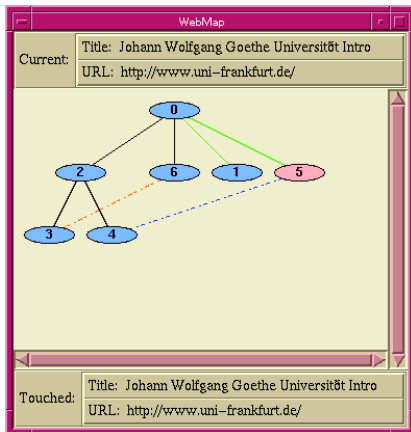 WebMap
Current:
Title: Johann Wolfgang Goethe Universitöt Intro
URL: http://www.uni-frankfurt.de/
0
2 6 1 5
3 4
Touched:
Title: Johann Wolfgang Goethe Universitöt Intro
URL: http://www.uni-frankfurt.de/